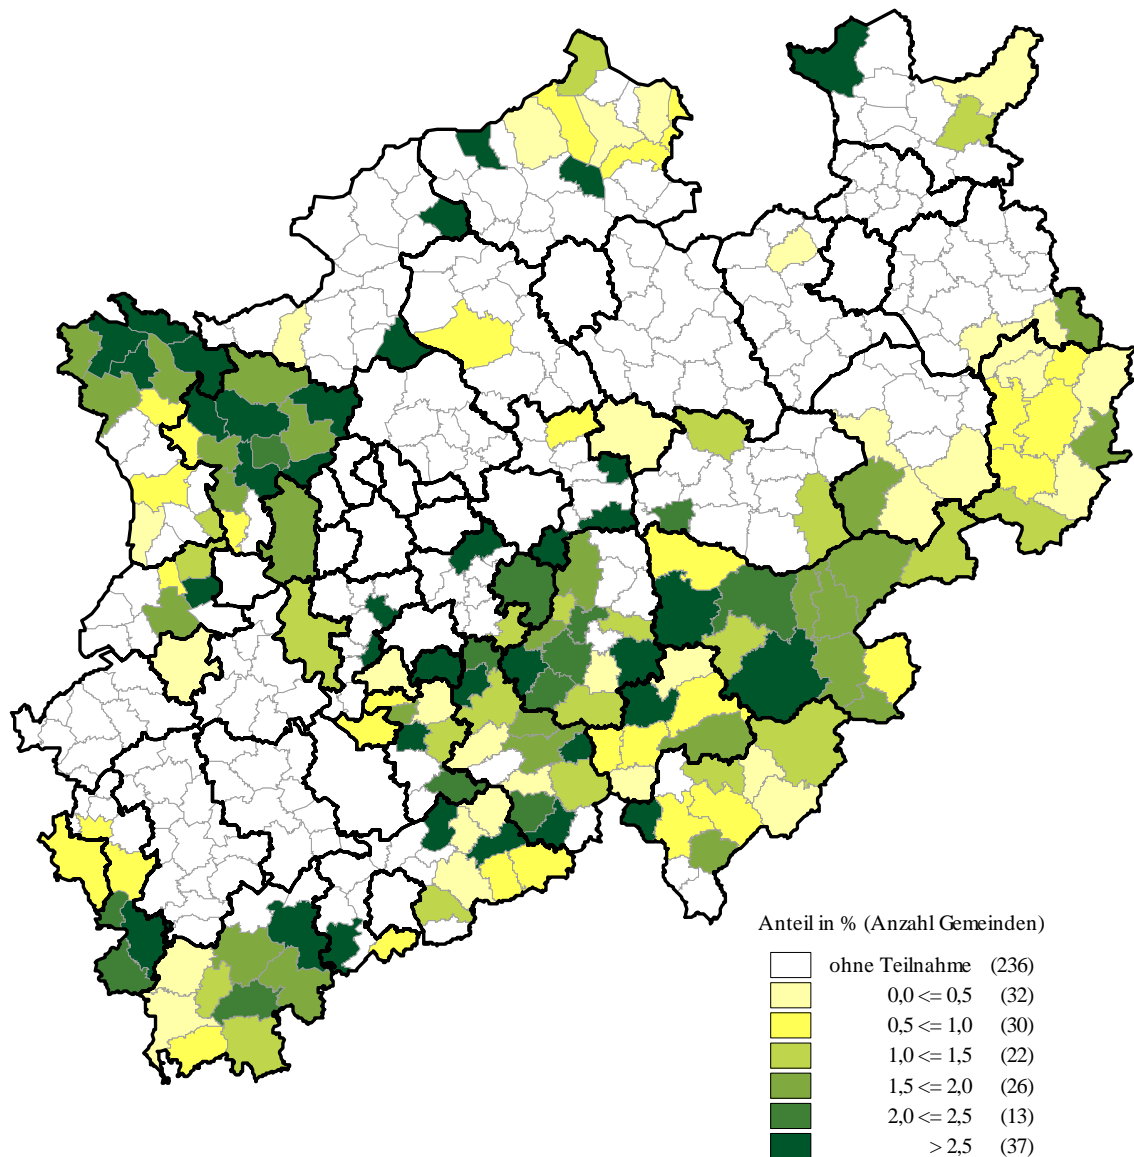 Anteil in % (Anzahl Gemeinden)
ohne Teilnahme (236)
0,0 <= 0,5 (32)
0,5 <= 1,0 (30)
1,0 <= 1,5 (22)
1,5 <= 2,0 (26)
2,0 <= 2,5 (13)
> 2,5 (37)